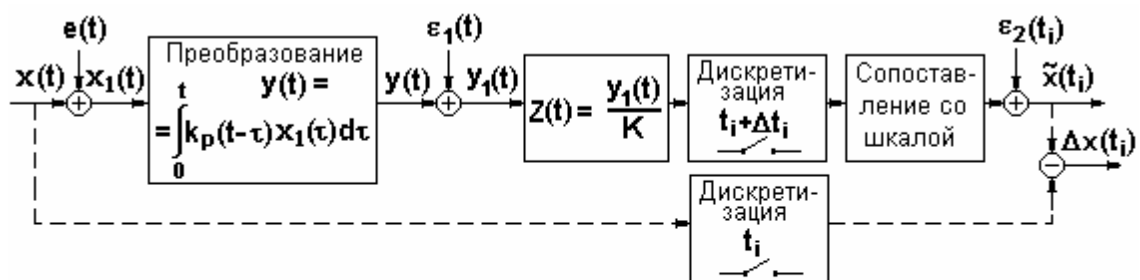 e(t)
ε₁(t)
ε₂(tᵢ)
x(t)
x₁(t)
Преобразование
y(t) =
= ∫₀ᵗ kₚ(t-τ)x₁(τ)dτ
y(t)
y₁(t)
Z(t) = y₁(t)/K
Дискрети-
зация
tᵢ+Δtᵢ
Сопостав-
ление со
шкалой
x̃(tᵢ)
Δx(tᵢ)
Дискрети-
зация
tᵢ